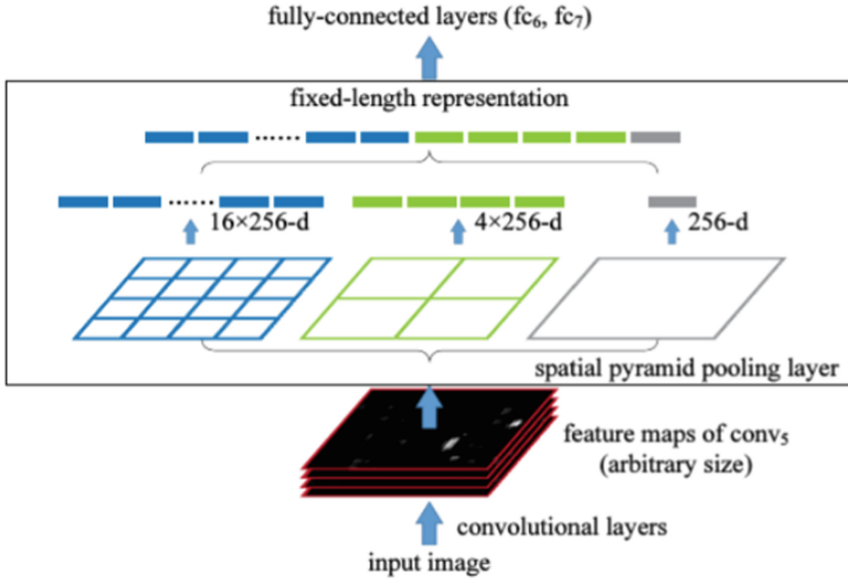 fully-connected layers (fc₆, fc₇)
fixed-length representation
16×256-d
4×256-d
256-d
spatial pyramid pooling layer
feature maps of conv₅
(arbitrary size)
convolutional layers
input image